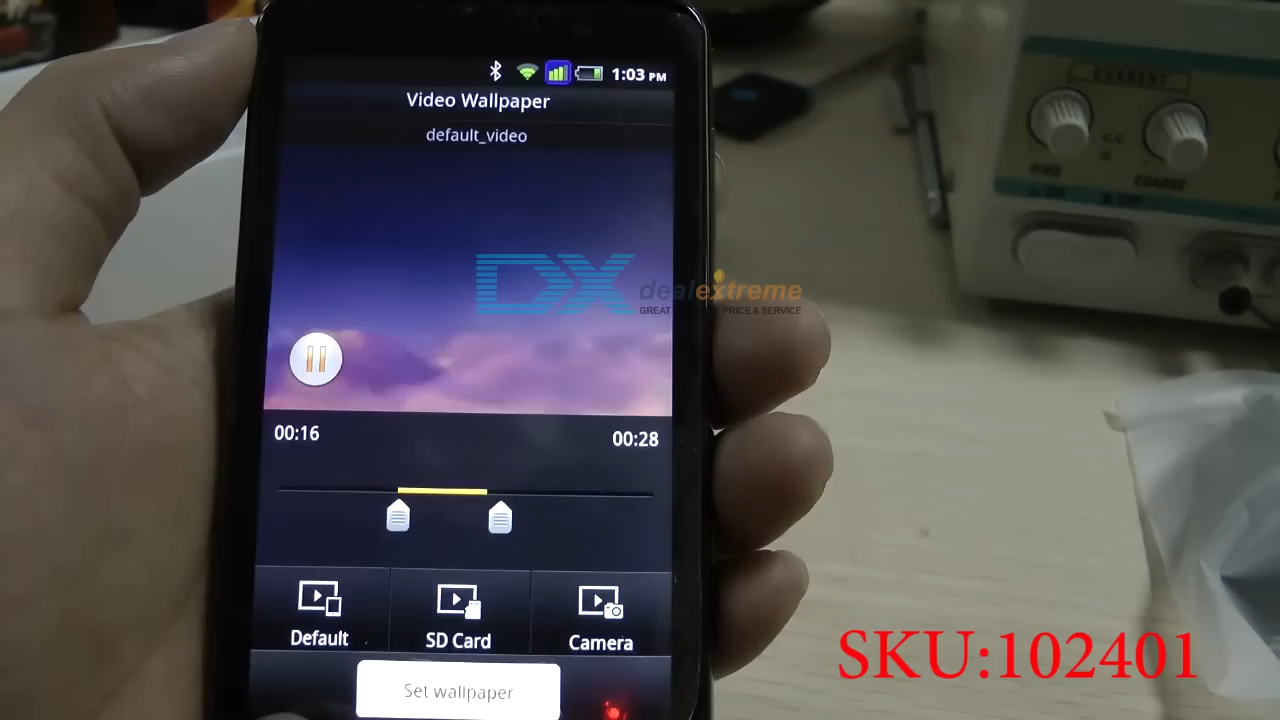 1:03 PM
Video Wallpaper
default_video
DX
dealextreme
GREAT PRICE & SERVICE
00:16
00:28
Default
SD Card
Camera
Set wallpaper
CURRENT
C.C.
FINE
COARSE
SKU:102401